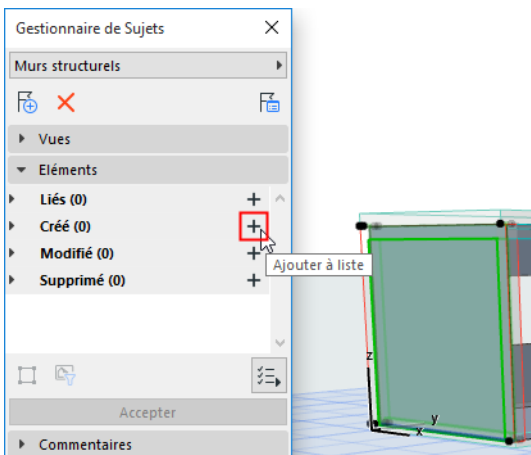 Gestionnaire de Sujets
Murs structurels
Vues
Eléments
Liés (0)
Créé (0)
Modifié (0)
Ajouter à liste
Supprimé (0)
z
y
x
Accepter
Commentaires